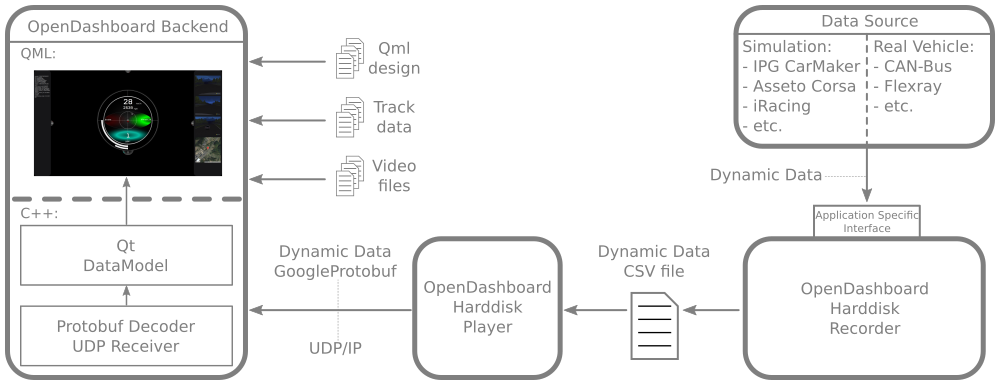 OpenDashboard Backend
QML:
28
Qml
design
Track
data
Video
files
C++:
Qt
DataModel
Protobuf Decoder
UDP Receiver
Dynamic Data
GoogleProtobuf
UDP/IP
OpenDashboard
Harddisk
Player
Dynamic Data
CSV file
Data Source
Simulation:
- IPG CarMaker
- Asseto Corsa
- iRacing
- etc.
Real Vehicle:
- CAN-Bus
- Flexray
- etc.
Dynamic Data
Application Specific
Interface
OpenDashboard
Harddisk
Recorder